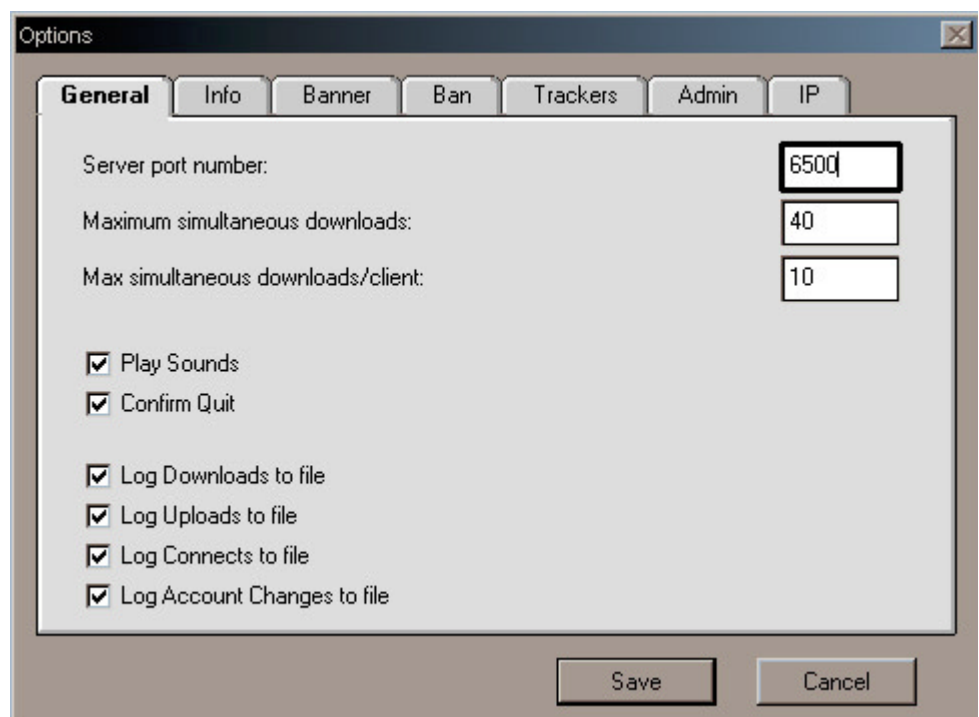 Options
General Info Banner Ban Trackers Admin IP
Server port number: 6500
Maximum simultaneous downloads: 40
Max simultaneous downloads/client: 10
Play Sounds
Confirm Quit
Log Downloads to file
Log Uploads to file
Log Connects to file
Log Account Changes to file
Save Cancel